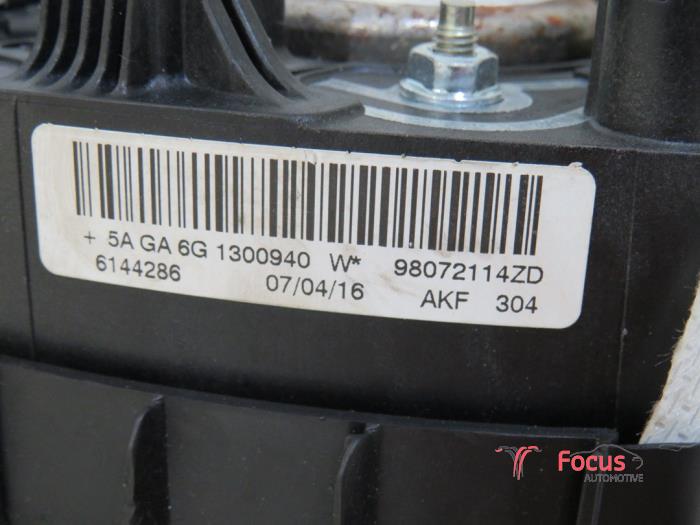 + 5A GA 6G 1300940 W* 98072114ZD
6144286 07/04/16 AKF 304
Focus
AUTOMOTIVE